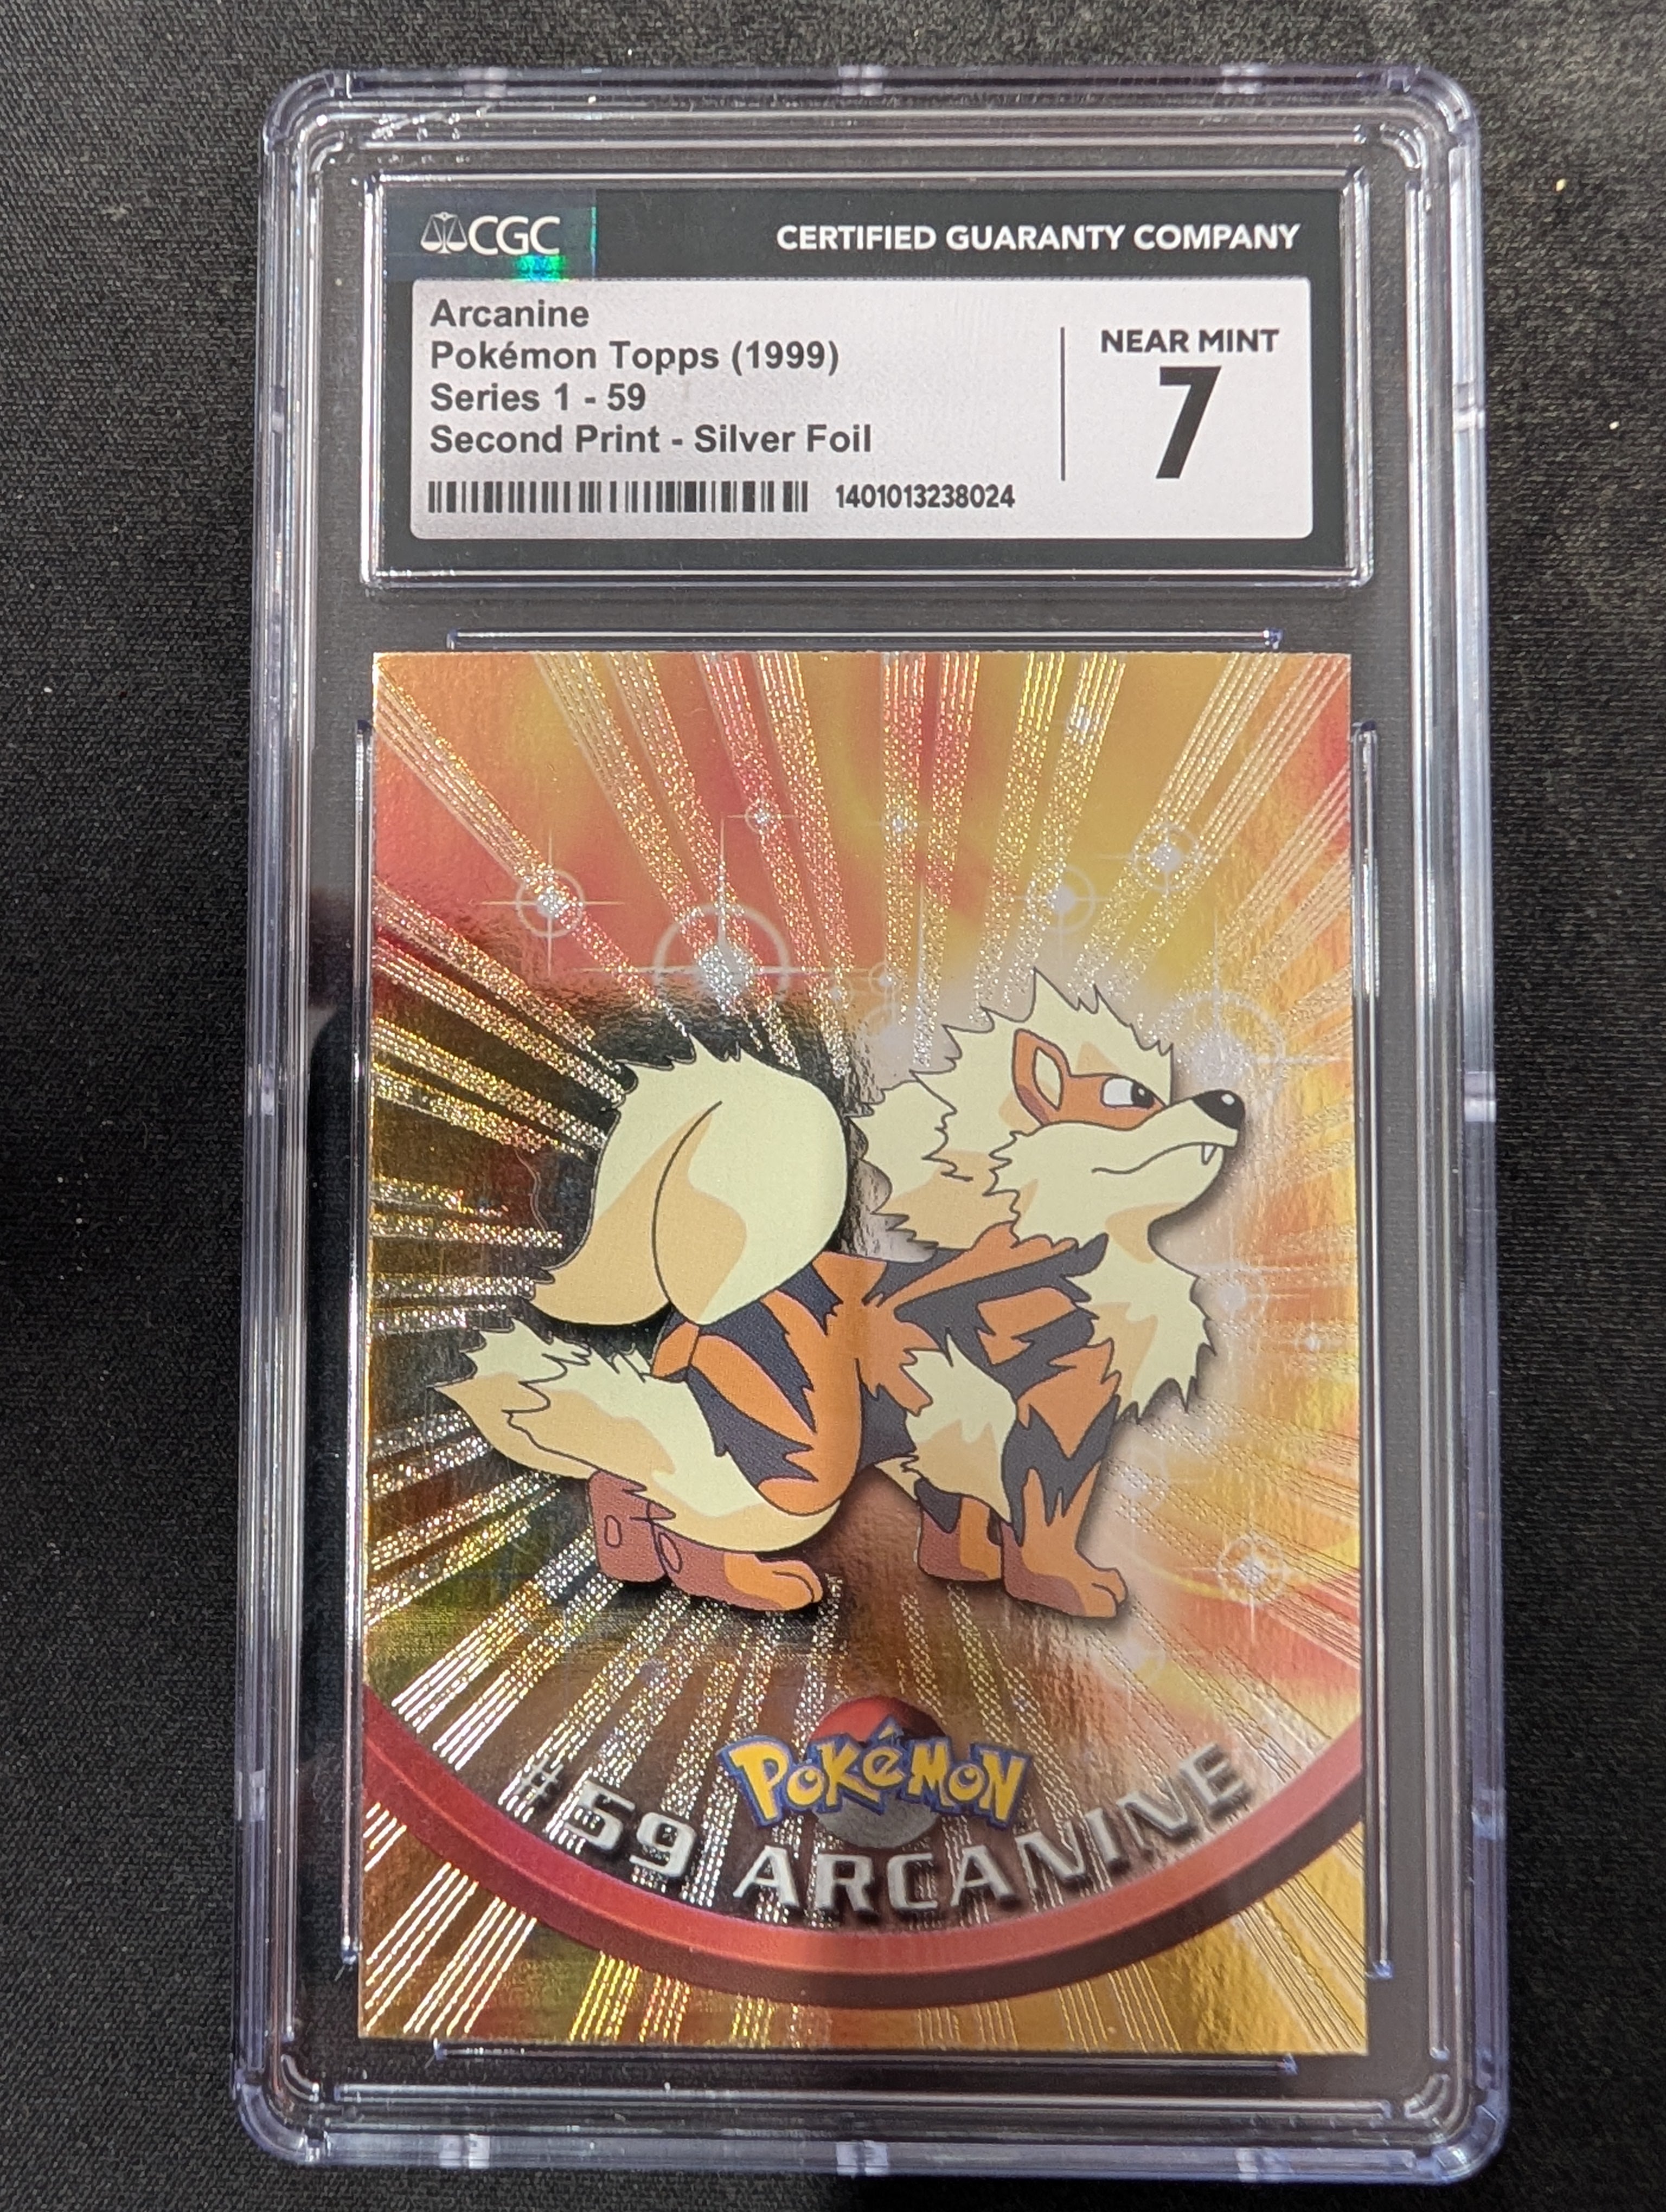 CGC CERTIFIED GUARANTY COMPANY
Arcanine
Pokémon Topps (1999)
Series 1 - 59
Second Print - Silver Foil
1401013238024
NEAR MINT
7
POKéMON
#59 ARCANINE